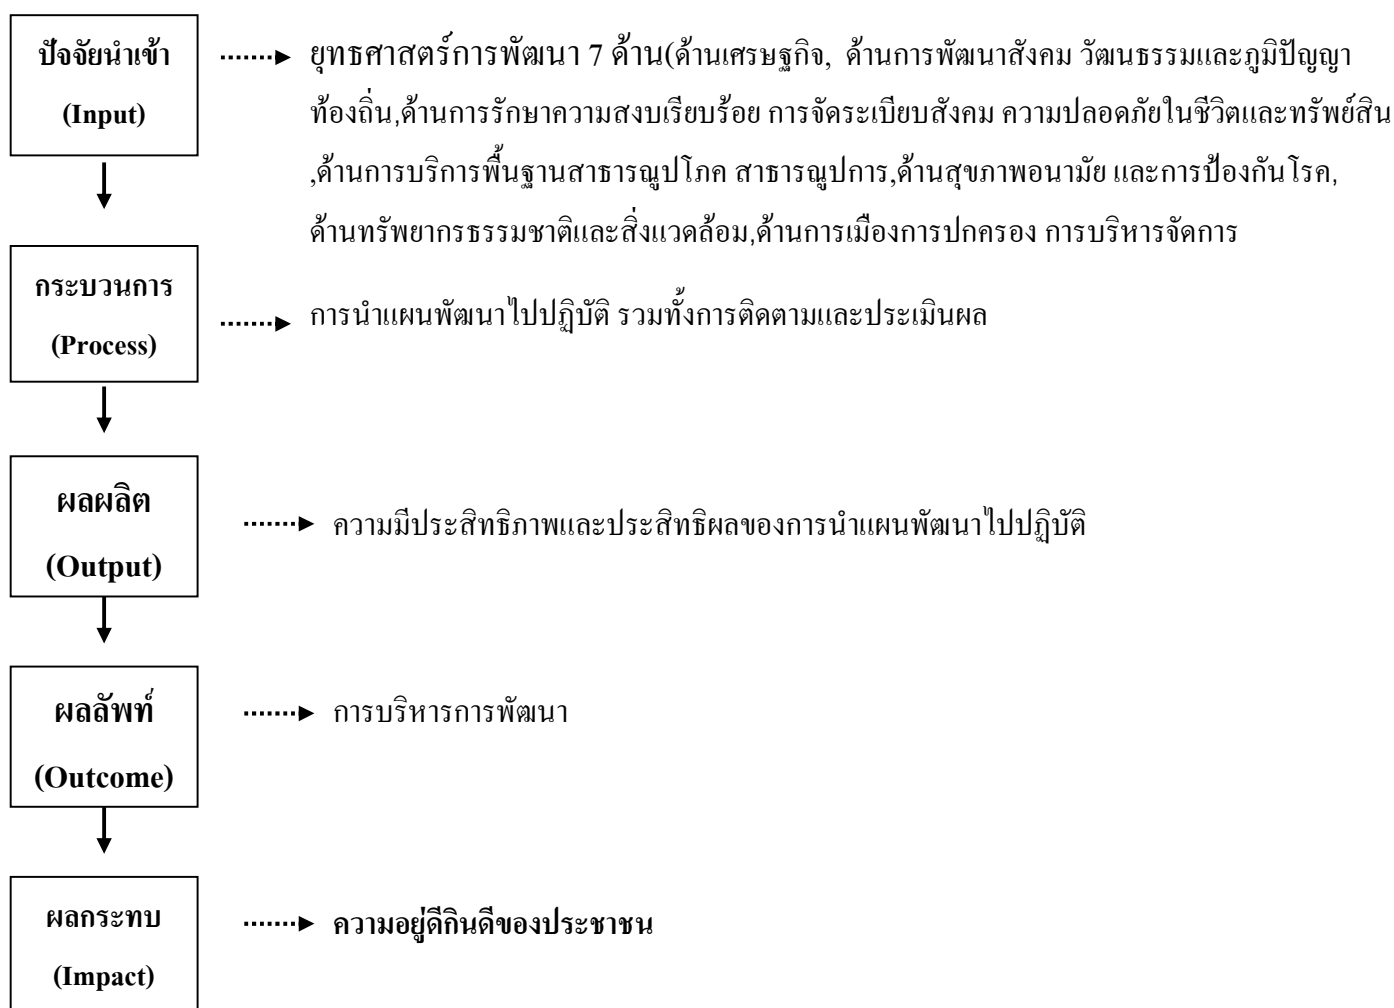 ปัจจัยนำเข้า
(Input)
ยุทธศาสตร์การพัฒนา 7 ด้าน(ด้านเศรษฐกิจ, ด้านการพัฒนาสังคม วัฒนธรรมและภูมิปัญญา
ท้องถิ่น,ด้านการรักษาความสงบเรียบร้อย การจัดระเบียบสังคม ความปลอดภัยในชีวิตและทรัพย์สิน
,ด้านการบริการพื้นฐานสาธารณูปโภค สาธารณูปการ,ด้านสุขภาพอนามัย และการป้องกันโรค,
ด้านทรัพยากรธรรมชาติและสิ่งแวดล้อม,ด้านการเมืองการปกครอง การบริหารจัดการ
กระบวนการ
(Process)
การนำแผนพัฒนาไปปฏิบัติ รวมทั้งการติดตามและประเมินผล
ผลผลิต
(Output)
ความมีประสิทธิภาพและประสิทธิผลของการนำแผนพัฒนาไปปฏิบัติ
ผลลัพท์
(Outcome)
การบริหารการพัฒนา
ผลกระทบ
(Impact)
ความอยู่ดีกินดีของประชาชน